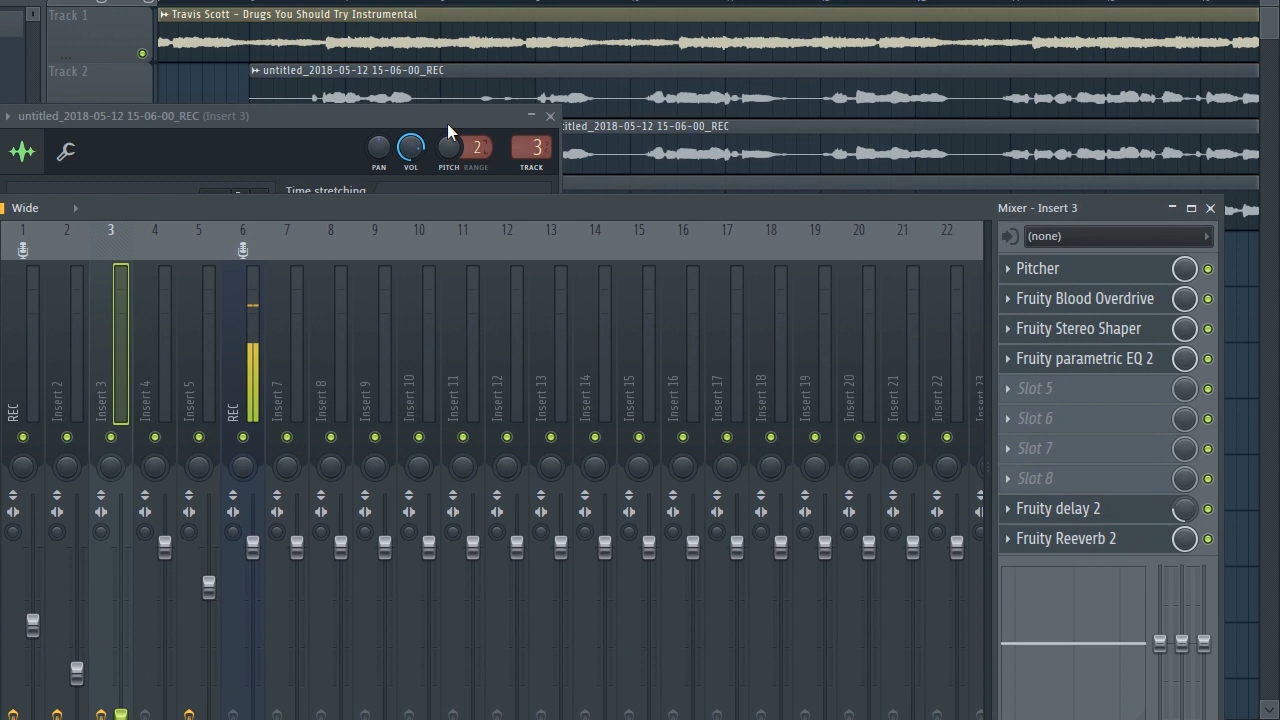 Track 1
Travis Scott - Drugs You Should Try Instrumental
...
Track 2
untitled_2018-05-12 15-06-00_REC
untitled_2018-05-12 15-06-00_REC (Insert 3)
titled_2018-05-12 15-06-00_REC
2
3
PAN VOL PITCH RANGE TRACK
Time stretching
Wide
Mixer - Insert 3
1 2 3 4 5 6 7 8 9 10 11 12 13 14 15 16 17 18 19 20 21 22
(none)
Pitcher
Fruity Blood Overdrive
Fruity Stereo Shaper
Fruity parametric EQ 2
Slot 5
Slot 6
Slot 7
Slot 8
Fruity delay 2
Fruity Reeverb 2
REC
Insert 2
Insert 3
Insert 4
Insert 5
REC
Insert 7
Insert 8
Insert 9
Insert 10
Insert 11
Insert 12
Insert 13
Insert 14
Insert 15
Insert 16
Insert 17
Insert 18
Insert 19
Insert 20
Insert 21
Insert 22
23